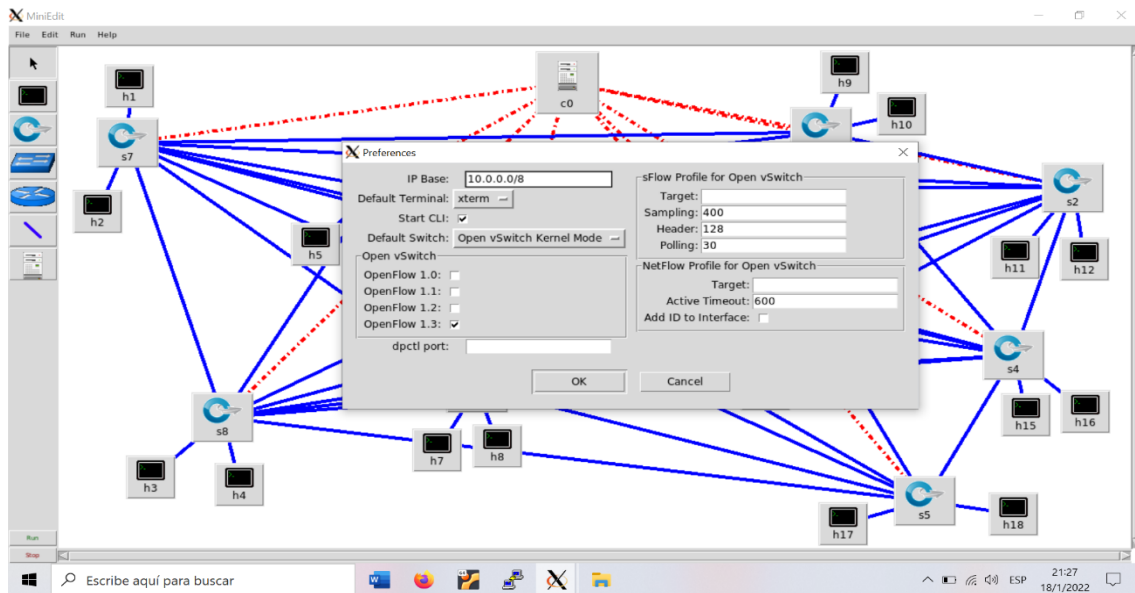 MiniEdit
File Edit Run Help
h1
c0
h9
h10
s7
h2
h5
s2
h11
h12
s4
h15
h16
s8
h3
h4
h7
h8
s5
h17
h18
Preferences
IP Base: 10.0.0.0/8
Default Terminal: xterm
Start CLI:
Default Switch: Open vSwitch Kernel Mode
Open vSwitch
OpenFlow 1.0:
OpenFlow 1.1:
OpenFlow 1.2:
OpenFlow 1.3:
dpctl port:
sFlow Profile for Open vSwitch
Target:
Sampling: 400
Header: 128
Polling: 30
NetFlow Profile for Open vSwitch
Target:
Active Timeout: 600
Add ID to Interface:
OK Cancel
Run
Stop
Escribe aquí para buscar
ESP
21:27
18/1/2022